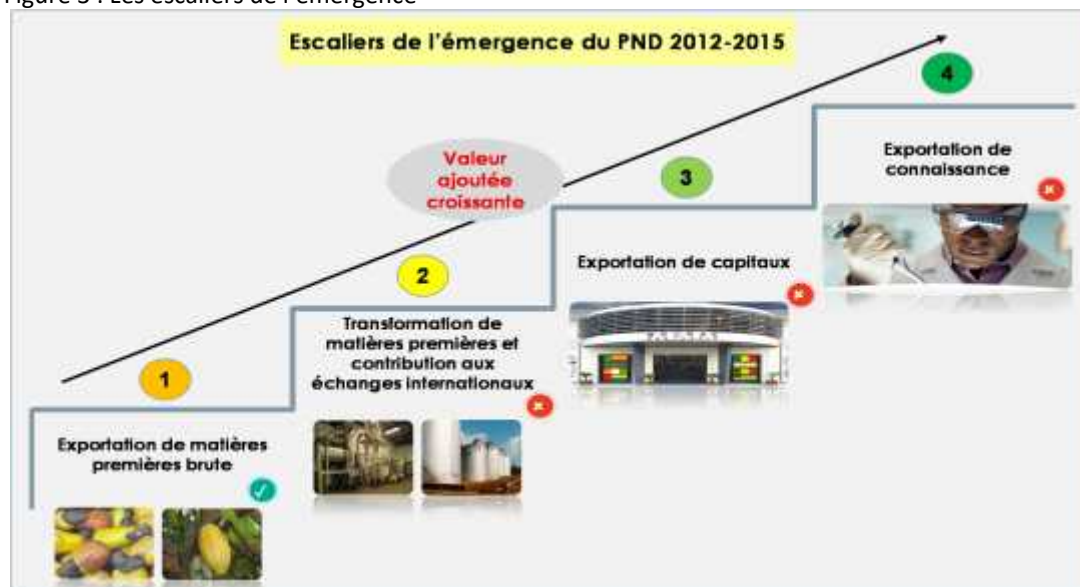 Figure 3 : Les escaliers de l'émergence
Escaliers de l'émergence du PND 2012-2015
4
Valeur
ajoutée
croissante
3
Exportation de
connaissance
2
Exportation de capitaux
Transformation de
matières premières et
contribution aux
échanges internationaux
1
Exportation de matières
premières brute